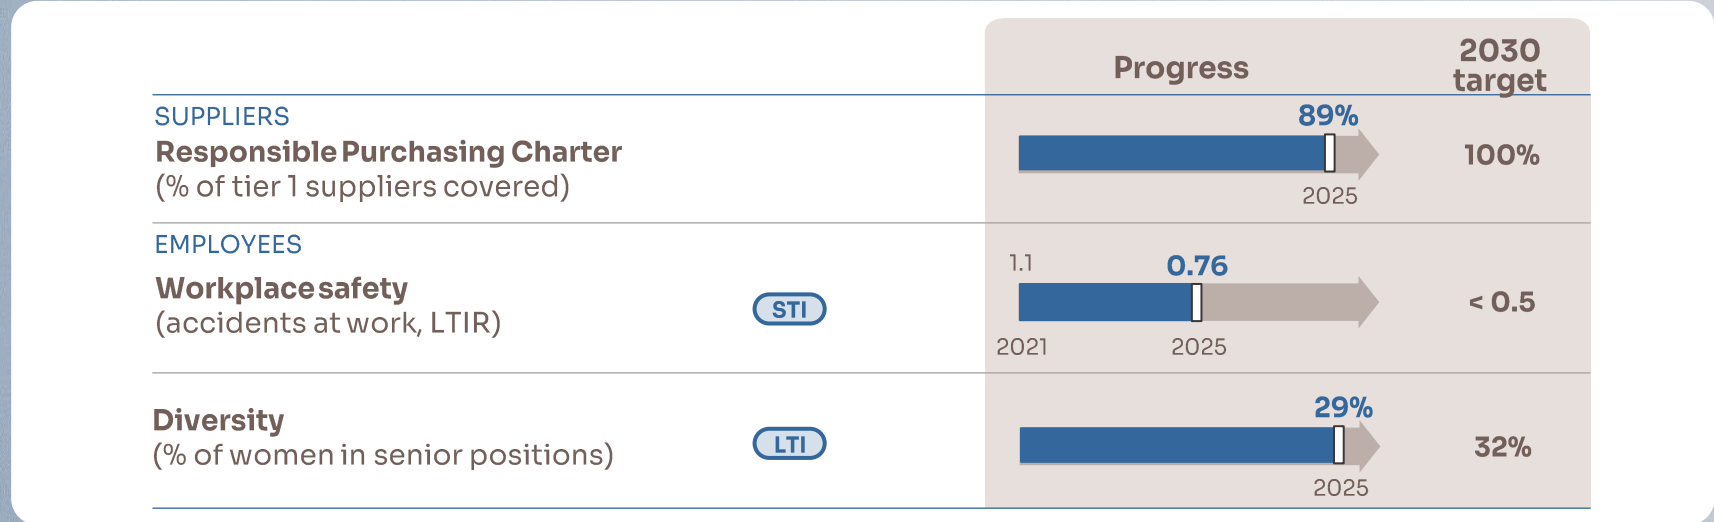 Progress
2030
target
SUPPLIERS
Responsible Purchasing Charter
(% of tier 1 suppliers covered)
89%
2025
100%
EMPLOYEES
Workplace safety
(accidents at work, LTIR)
STI
1.1
0.76
2021
2025
< 0.5
Diversity
(% of women in senior positions)
LTI
29%
2025
32%